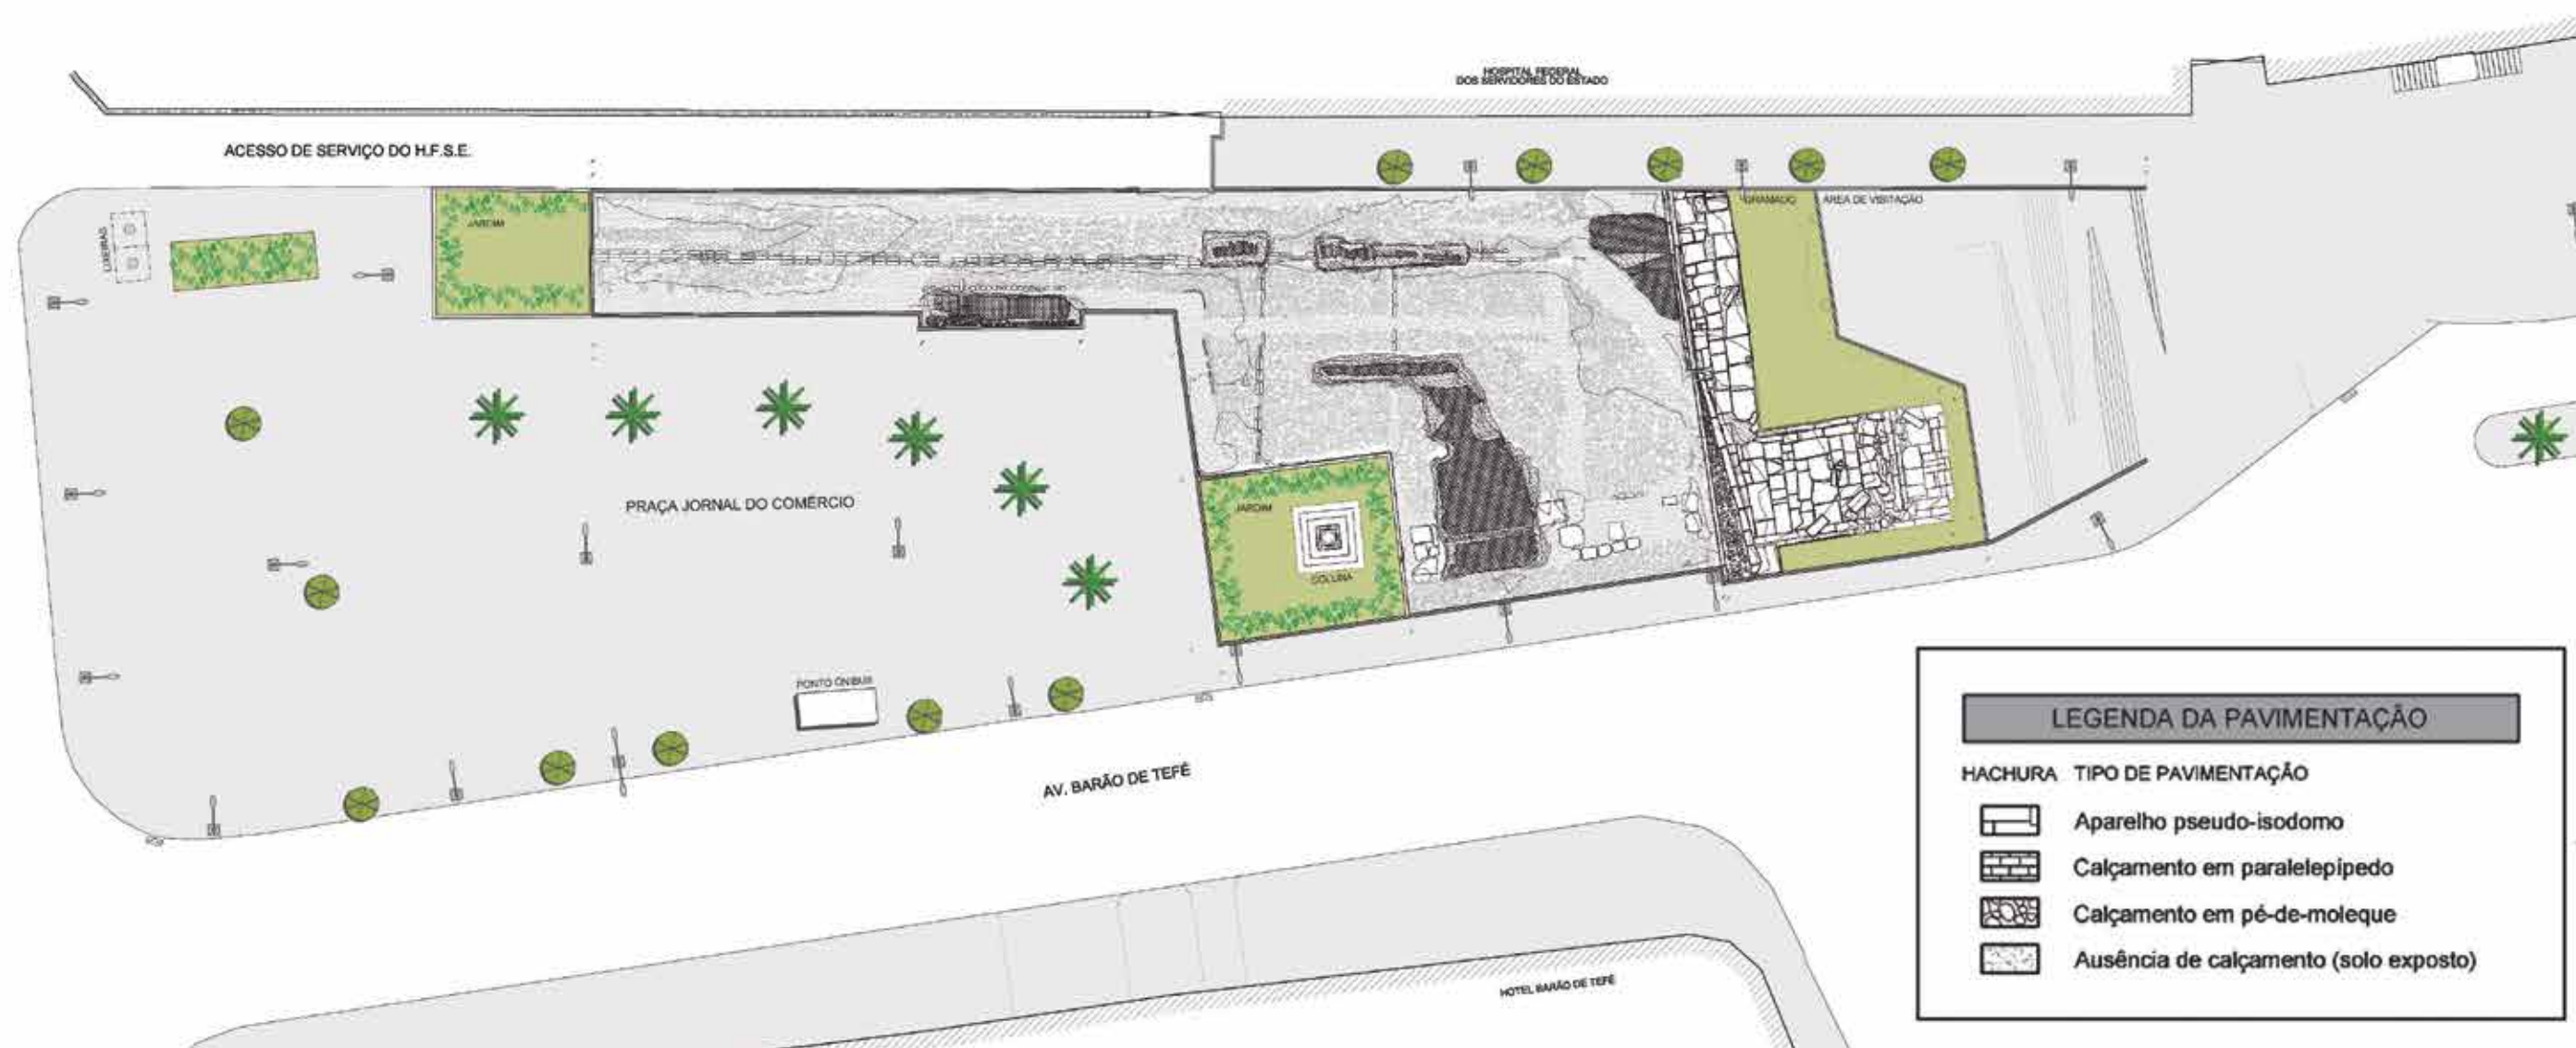 HOSPITAL FEDERAL
DOS SERVIDORES DO ESTADO
ACESSO DE SERVIÇO DO H.F.S.E.
LIXEIRAS
JARDIM
GRAMADO
ÁREA DE VISITAÇÃO
PRAÇA JORNAL DO COMÉRCIO
JARDIM
COLUNA
PONTO ÔNIBUS
AV. BARÃO DE TEFÉ
HOTEL BARÃO DE TEFÉ
LEGENDA DA PAVIMENTAÇÃO
HACHURA TIPO DE PAVIMENTAÇÃO
Aparelho pseudo-isodomo
Calçamento em paralelepípedo
Calçamento em pé-de-moleque
Ausência de calçamento (solo exposto)